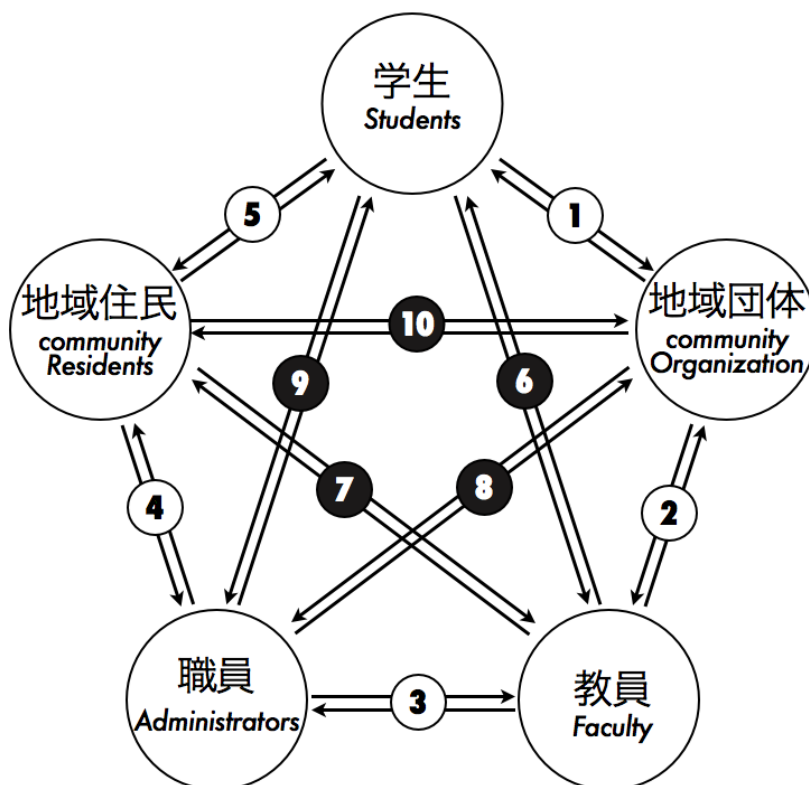 学生
Students
5
1
地域住民
community
Residents
地域団体
community
Organization
10
9
6
7
8
4
2
職員
Administrators
3
教員
Faculty